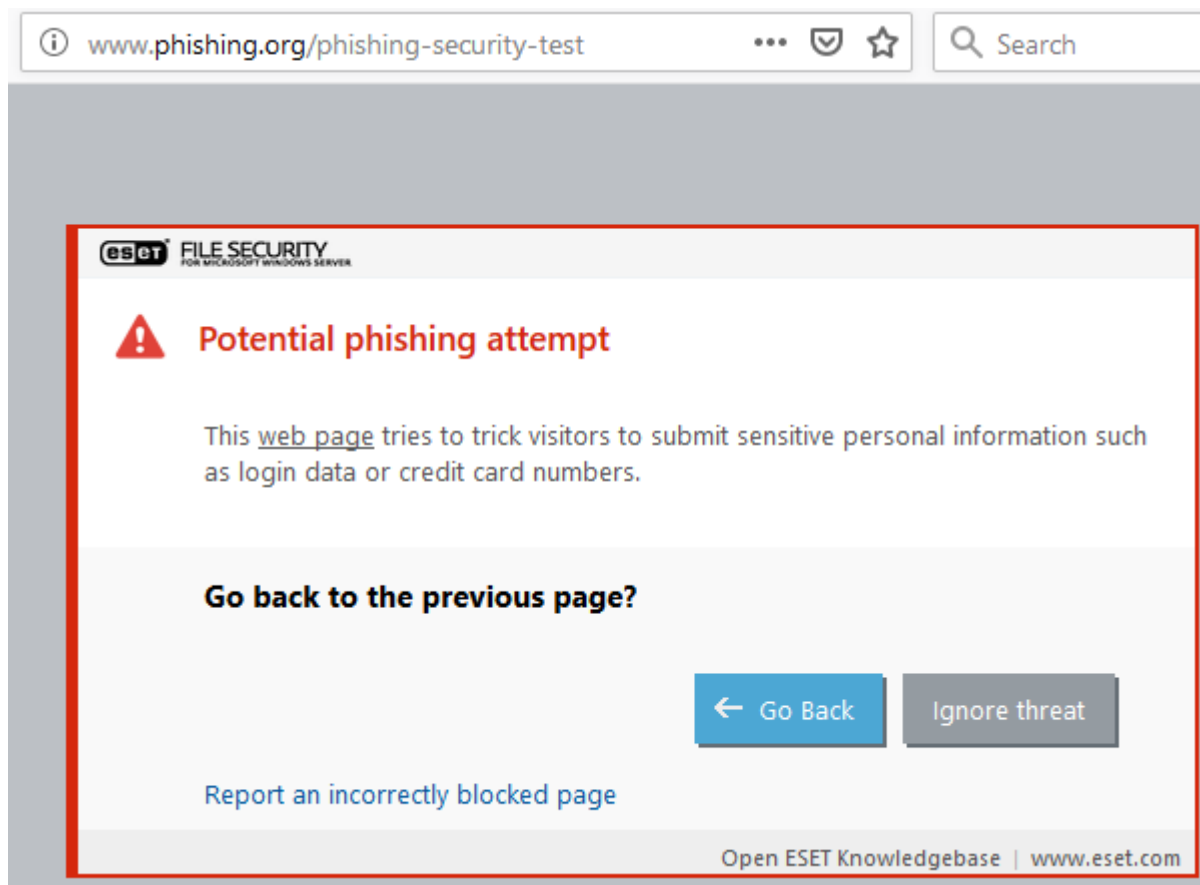 www.phishing.org/phishing-security-test ••• Search
eset FILE SECURITY
FOR MICROSOFT WINDOWS SERVER
Potential phishing attempt
This web page tries to trick visitors to submit sensitive personal information such
as login data or credit card numbers.
Go back to the previous page?
← Go Back Ignore threat
Report an incorrectly blocked page
Open ESET Knowledgebase | www.eset.com